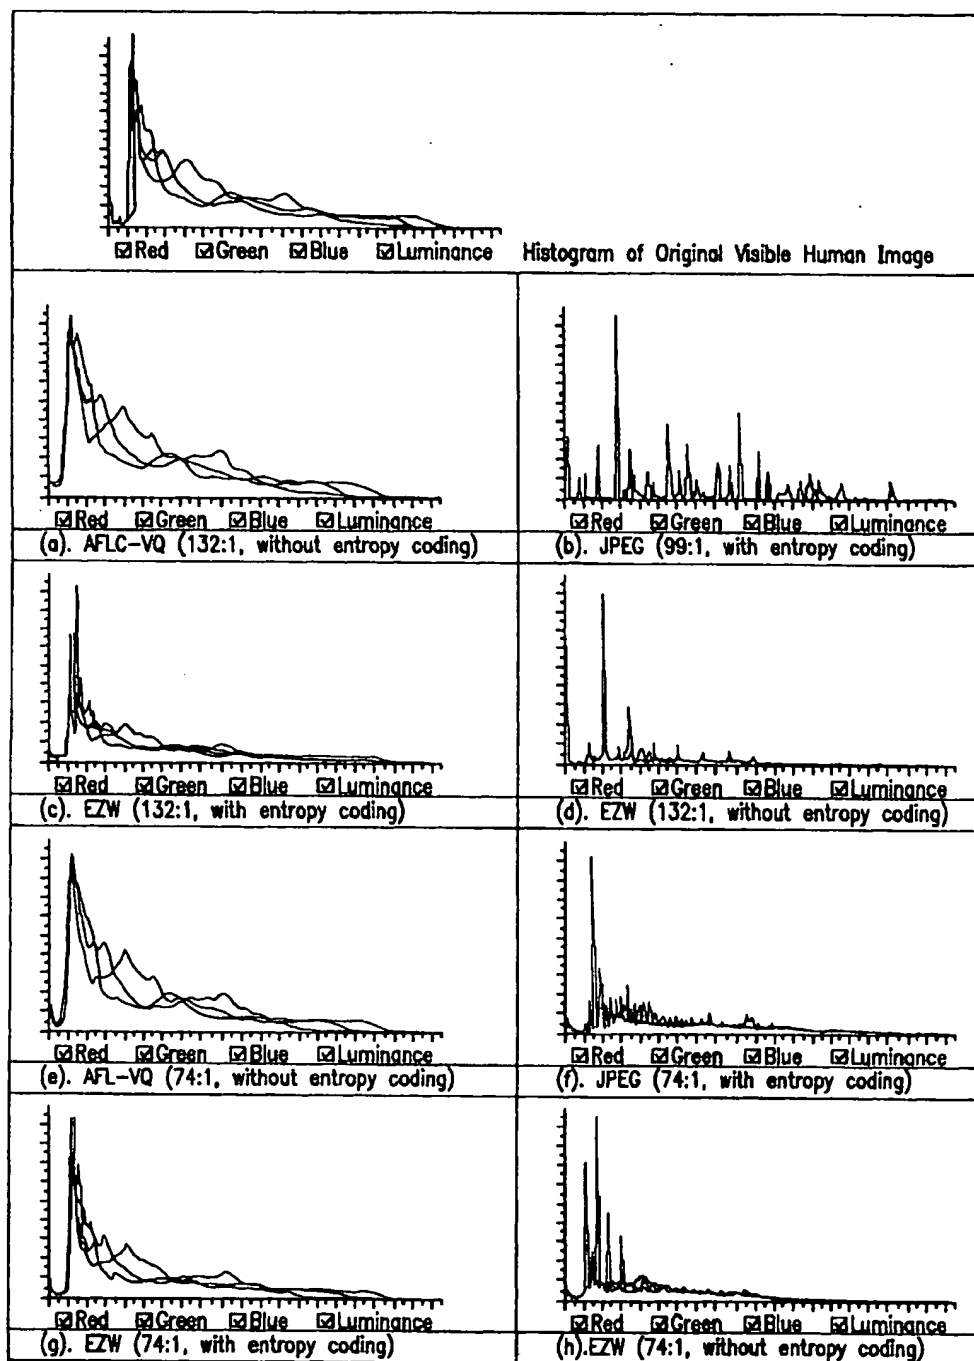 ☑Red ☑Green ☑Blue ☑Luminance Histogram of Original Visible Human Image
☑Red ☑Green ☑Blue ☑Luminance
(a). AFLC-VQ (132:1, without entropy coding)
☑Red ☑Green ☑Blue ☑Luminance
(b). JPEG (99:1, with entropy coding)
☑Red ☑Green ☑Blue ☑Luminance
(c). EZW (132:1, with entropy coding)
☑Red ☑Green ☑Blue ☑Luminance
(d). EZW (132:1, without entropy coding)
☑Red ☑Green ☑Blue ☑Luminance
(e). AFL-VQ (74:1, without entropy coding)
☑Red ☑Green ☑Blue ☑Luminance
(f). JPEG (74:1, with entropy coding)
☑Red ☑Green ☑Blue ☑Luminance
(g). EZW (74:1, with entropy coding)
☑Red ☑Green ☑Blue ☑Luminance
(h).EZW (74:1, without entropy coding)